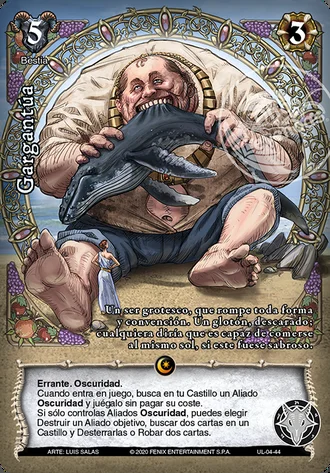 5
3
Bestia
Gargantúa
Un ser grotesco, que rompe toda forma
y convención. Un glotón, descarado;
cualquiera diría que es capaz de comerse
al mismo sol, si este fuese sabroso.
Errante. Oscuridad.
Cuando entra en juego, busca en tu Castillo un Aliado
Oscuridad y juégalo sin pagar su coste.
Si sólo controlas Aliados Oscuridad, puedes elegir
Destruir un Aliado objetivo, buscar dos cartas en un
Castillo y Desterrarlas o Robar dos cartas.
ARTE: LUIS SALAS
© 2020 FENIX ENTERTAINMENT S.P.A.
UL-04-44